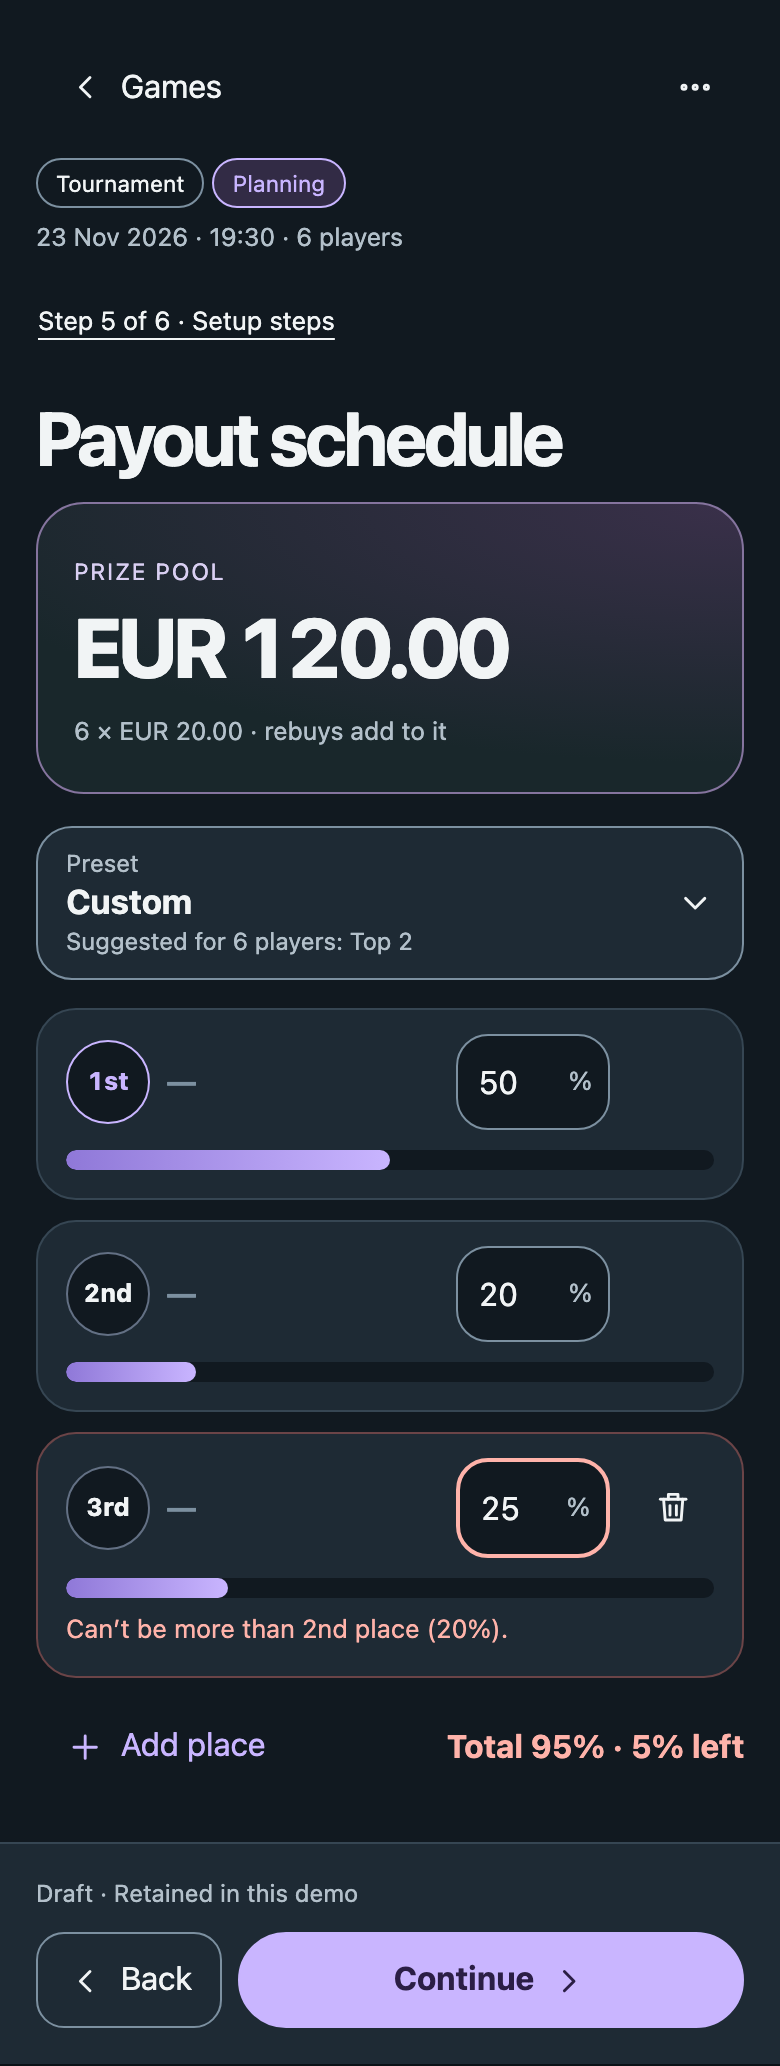 Games
Tournament Planning
23 Nov 2026 · 19:30 · 6 players
Step 5 of 6 · Setup steps
Payout schedule
PRIZE POOL
EUR 120.00
6 × EUR 20.00 · rebuys add to it
Preset
Custom
Suggested for 6 players: Top 2
1st — 50 %
2nd — 20 %
3rd — 25 %
Can’t be more than 2nd place (20%).
Add place Total 95% · 5% left
Draft · Retained in this demo
Back Continue